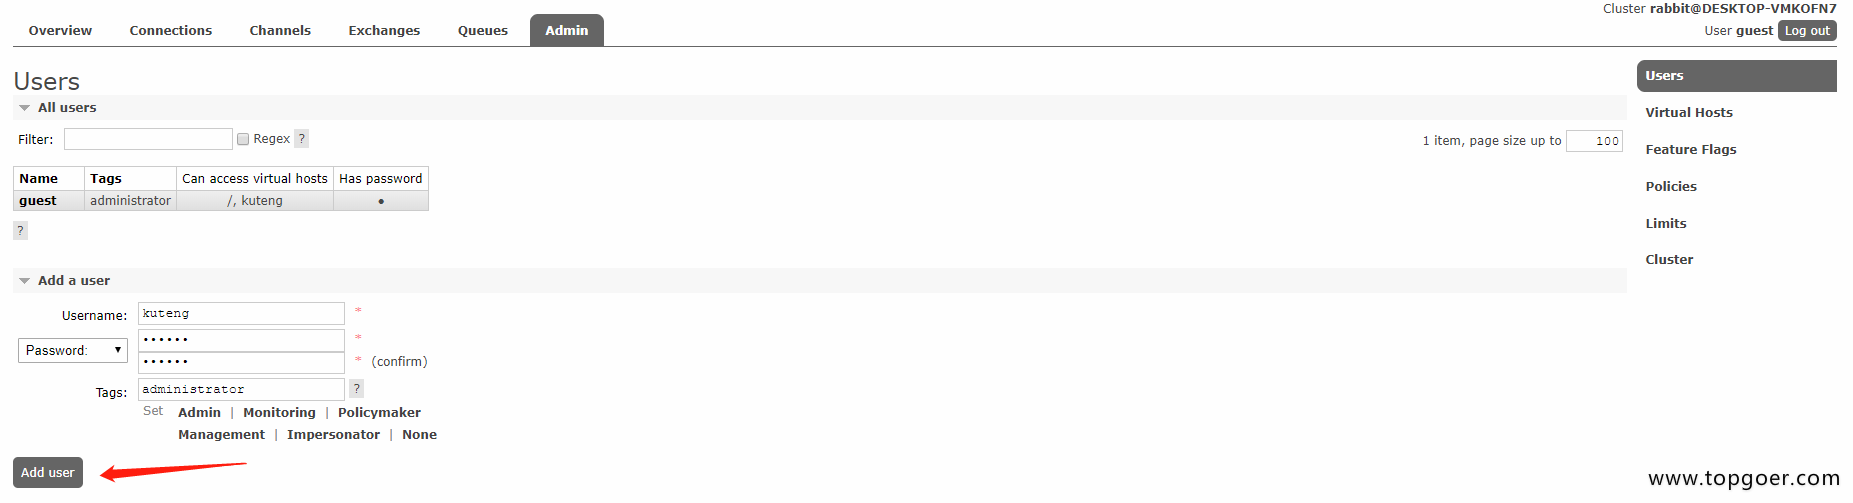 Cluster rabbit@DESKTOP-VMKOFN7
Overview Connections Channels Exchanges Queues Admin
User guest Log out
Users
Users
Virtual Hosts
Feature Flags
Policies
Limits
Cluster
All users
Filter: Regex ? 1 item, page size up to 100
Name Tags Can access virtual hosts Has password
guest administrator /, kuteng •
?
Add a user
Username: kuteng *
Password: •••••• *
•••••• * (confirm)
Tags: administrator ?
Set Admin | Monitoring | Policymaker
Management | Impersonator | None
Add user
www.topgoer.com